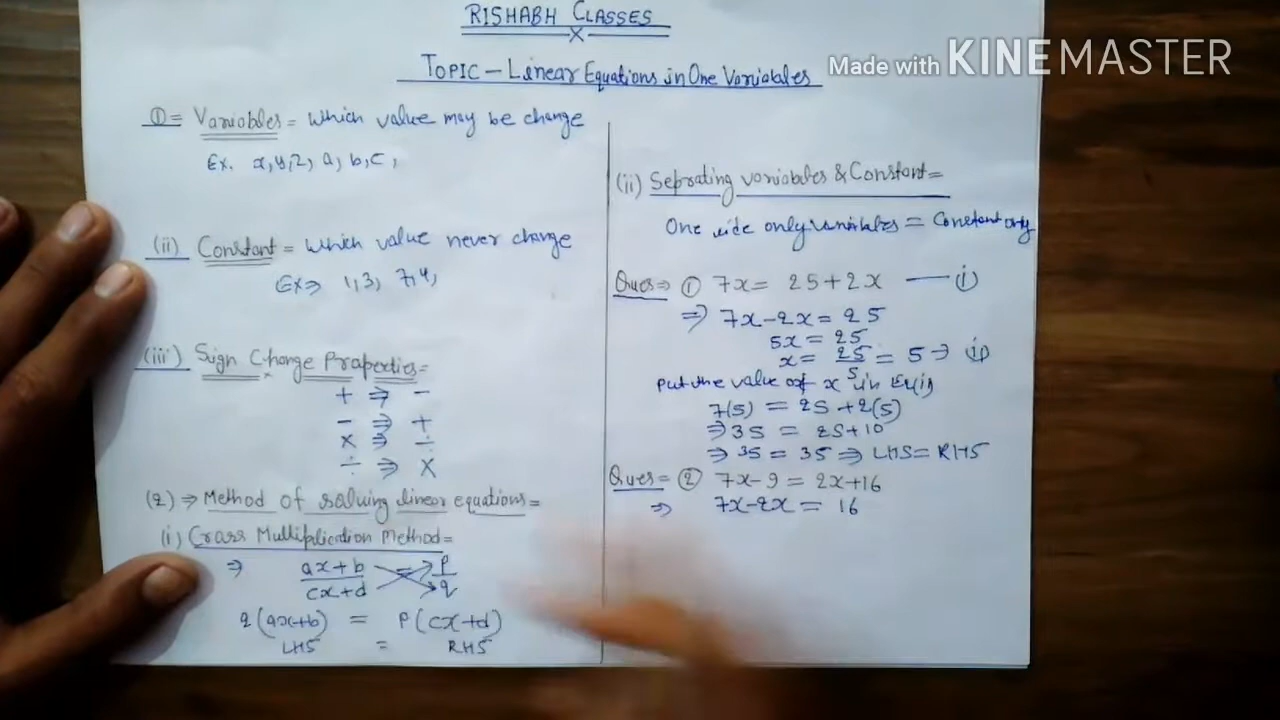 RISHABH CLASSES
X
TOPIC - Linear Equations in One Variables
Made with KINEMASTER
① = Variables = which value may be change
Ex. x, y, z, a, b, c,
(ii) Constant = which value never change
Ex ⇒ 1, 3, 7, 4,
(iii) Sign Change Properties =
+ ⇒ -
- ⇒ +
× ⇒ ÷
÷ ⇒ ×
(2) ⇒ Method of solving linear equations =
(i) Cross Multiplication Method =
⇒ ax+b / cx+d = p / q
q(ax+b) = p(cx+d)
LHS = RHS
(ii) Seprating variables & Constant =
One side only variables = Constant only
Ques ⇒ ① 7x = 25+2x — (i)
⇒ 7x-2x = 25
5x = 25
x = 25/5 = 5 ⇒ (ii)
put the value of x in Eq(i)
7(5) = 25+2(5)
⇒ 35 = 25+10
⇒ 35 = 35 ⇒ LHS = RHS
Ques = ② 7x-9 = 2x+16
⇒ 7x-2x = 16